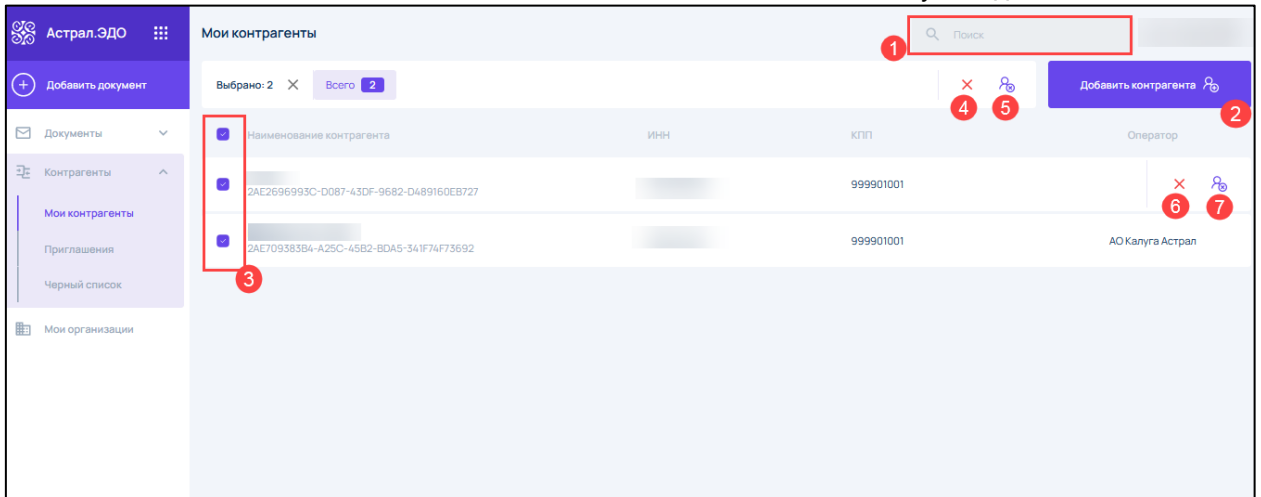 Астрал.ЭДО
Мои контрагенты
Поиск
1
Добавить документ
Выбрано: 2
Всего 2
4
5
Добавить контрагента
2
Документы
Наименование контрагента
ИНН
КПП
Оператор
Контрагенты
2AE2696993C-D087-43DF-9682-D489160EB727
999901001
6
7
Мои контрагенты
Приглашения
2AE709383B4-A25C-45B2-BDA5-341F74F73692
999901001
АО Калуга Астрал
3
Черный список
Мои организации